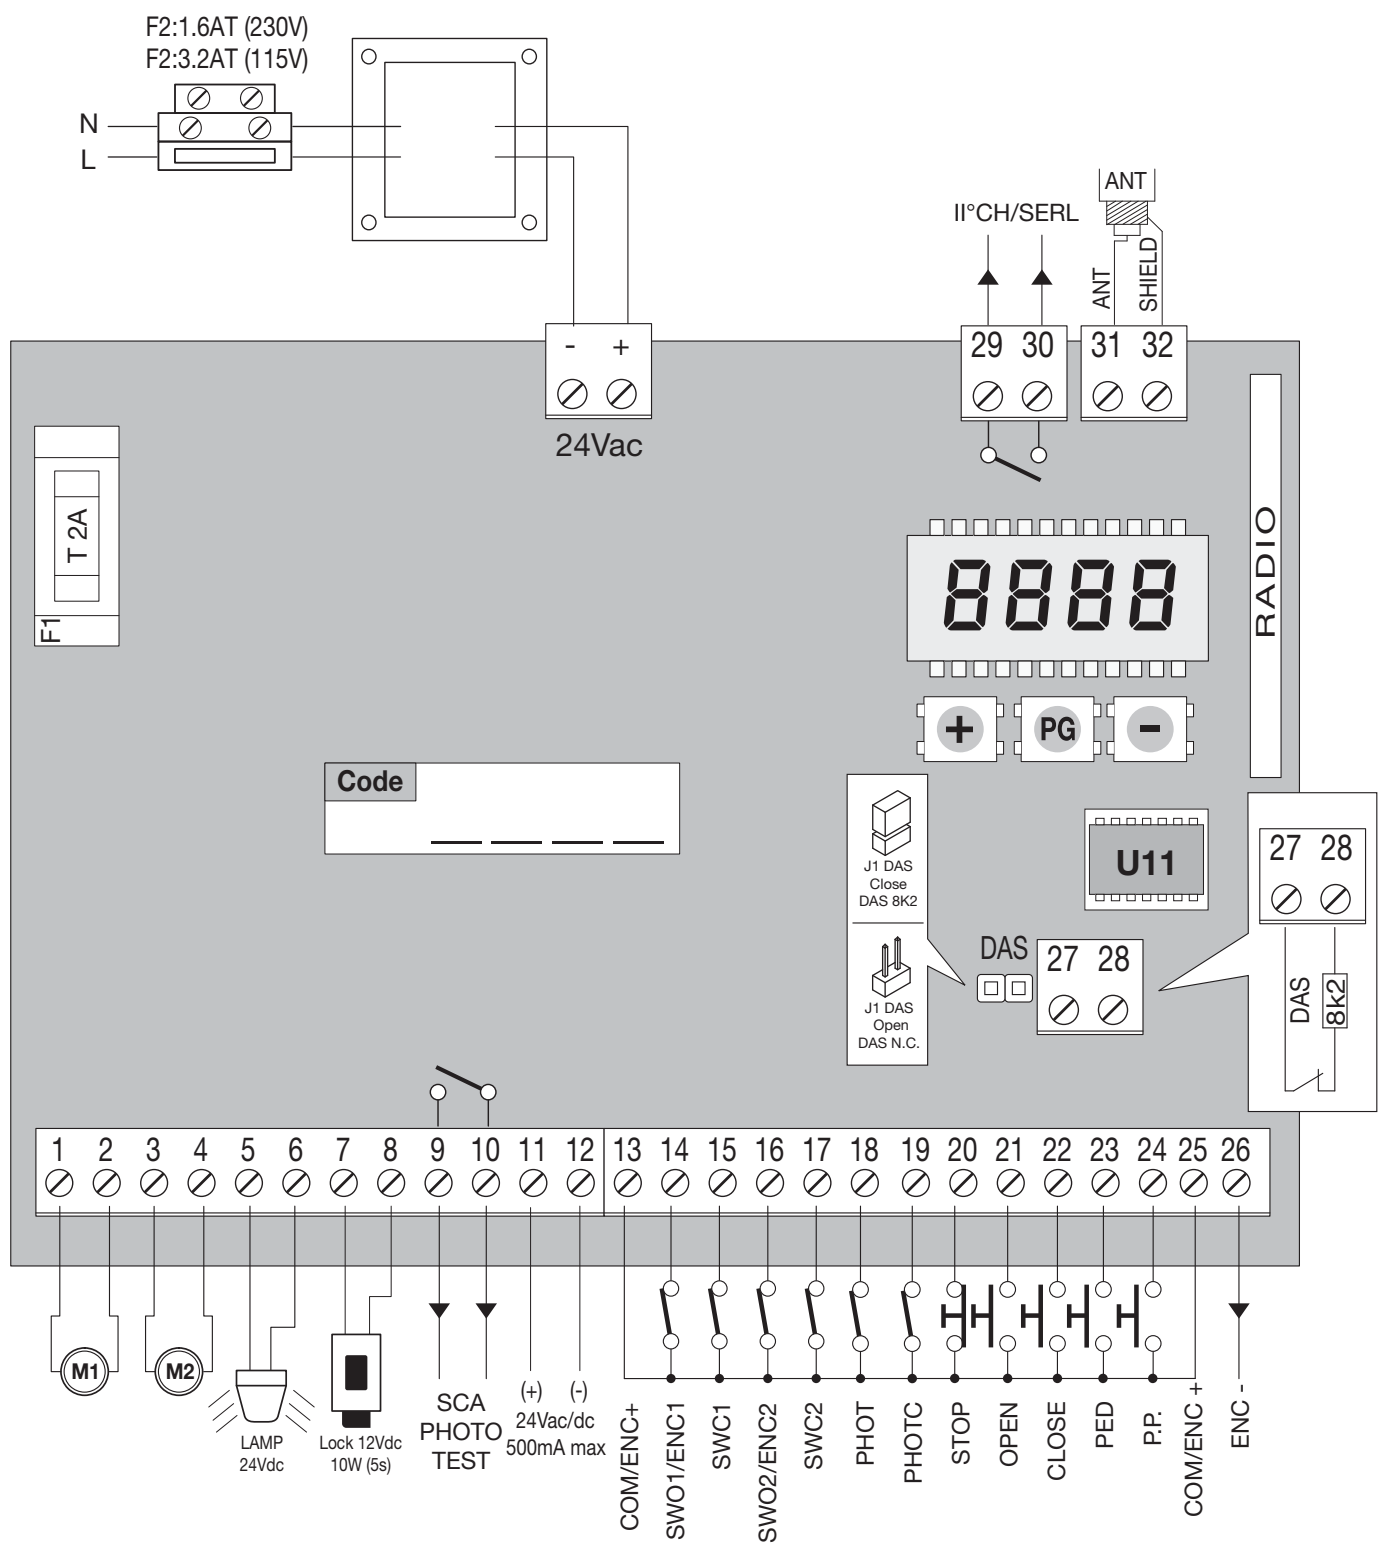 F2:1.6AT (230V)
F2:3.2AT (115V)
N
L
ANT
II°CH/SERL
ANT
SHIELD
- +
29 30 31 32
24Vac
T 2A
F1
8888
RADIO
+ PG -
Code
J1 DAS
Close
DAS 8K2
J1 DAS
Open
DAS N.C.
U11
27 28
DAS
8k2
DAS
27 28
1 2 3 4 5 6 7 8 9 10 11 12 13 14 15 16 17 18 19 20 21 22 23 24 25 26
M1
M2
LAMP
24Vdc
Lock 12Vdc
10W (5s)
SCA
PHOTO
TEST
(+) (-)
24Vac/dc
500mA max
COM/ENC+
SWO1/ENC1
SWC1
SWO2/ENC2
SWC2
PHOT
PHOTC
STOP
OPEN
CLOSE
PED
P.P.
COM/ENC +
ENC -